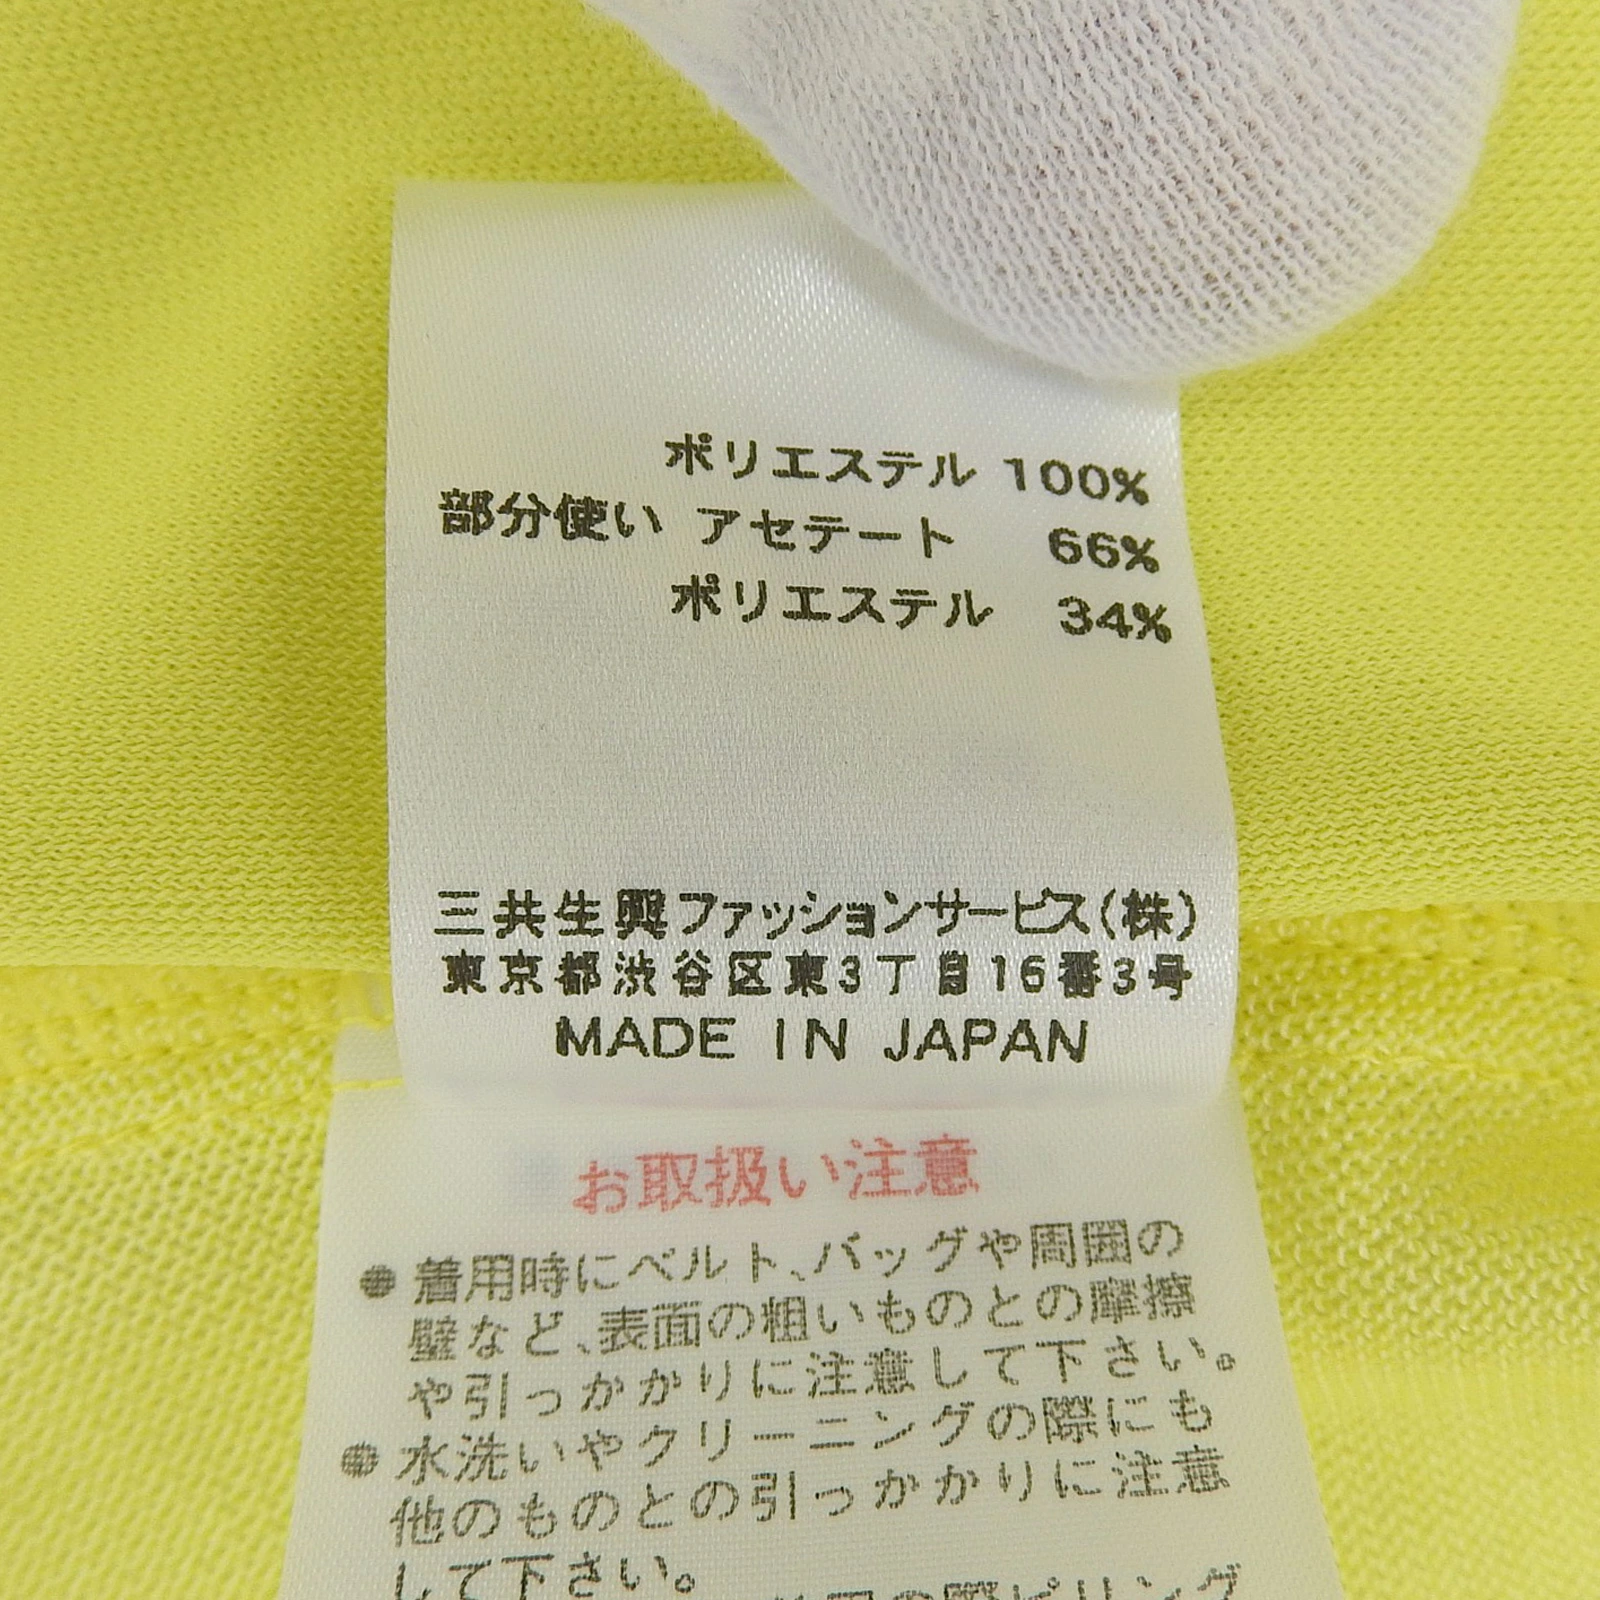 ポリエステル 100%
部分使い アセテート 66%
ポリエステル 34%
三共生興ファッションサービス(株)
東京都渋谷区東3丁目16番3号
MADE IN JAPAN
お取扱い注意
●着用時にベルト、バッグや周囲の
壁など、表面の粗いものとの摩擦
や引っかかりに注意して下さい。
●水洗いやクリーニングの際にも
他のものとの引っかかりに注意
して下さい。
ピリング